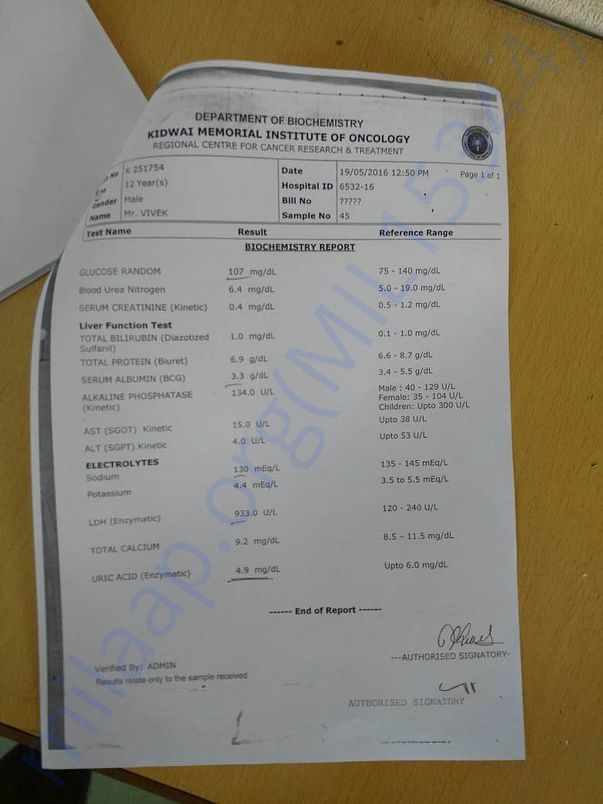 DEPARTMENT OF BIOCHEMISTRY
KIDWAI MEMORIAL INSTITUTE OF ONCOLOGY
REGIONAL CENTRE FOR CANCER RESEARCH & TREATMENT
No K 251754 Date 19/05/2016 12:50 PM Page 1 of 1
12 Year(s) Hospital ID 6532-16
Gender Male Bill No ?????
Name Mr. VIVEK Sample No 45
Test Name Result Reference Range
BIOCHEMISTRY REPORT
GLUCOSE RANDOM 107 mg/dL 75 - 140 mg/dL
Blood Urea Nitrogen 6.4 mg/dL 5.0 - 19.0 mg/dL
SERUM CREATININE (Kinetic) 0.4 mg/dL 0.5 - 1.2 mg/dL
Liver Function Test
TOTAL BILIRUBIN (Diazotized 1.0 mg/dL 0.1 - 1.0 mg/dL
Sulfanil)
TOTAL PROTEIN (Biuret) 6.9 g/dL 6.6 - 8.7 g/dL
SERUM ALBUMIN (BCG) 3.3 g/dL 3.4 - 5.5 g/dL
ALKALINE PHOSPHATASE 134.0 U/L Male : 40 - 129 U/L
(Kinetic) Female: 35 - 104 U/L
Children: Upto 300 U/L
AST (SGOT) Kinetic 15.0 U/L Upto 38 U/L
ALT (SGPT) Kinetic 4.0 U/L Upto 53 U/L
ELECTROLYTES
Sodium 130 mEq/L 135 - 145 mEq/L
Potassium 4.4 mEq/L 3.5 to 5.5 mEq/L
LDH (Enzymatic) 933.0 U/L 120 - 240 U/L
TOTAL CALCIUM 9.2 mg/dL 8.5 - 11.5 mg/dL
URIC ACID (Enzymatic) 4.9 mg/dL Upto 6.0 mg/dL
------ End of Report ------
---AUTHORISED SIGNATORY-
Verified By: ADMIN
Results relate only to the sample received
AUTHORISED SIGNATORY
milaap.org(MIL153447)